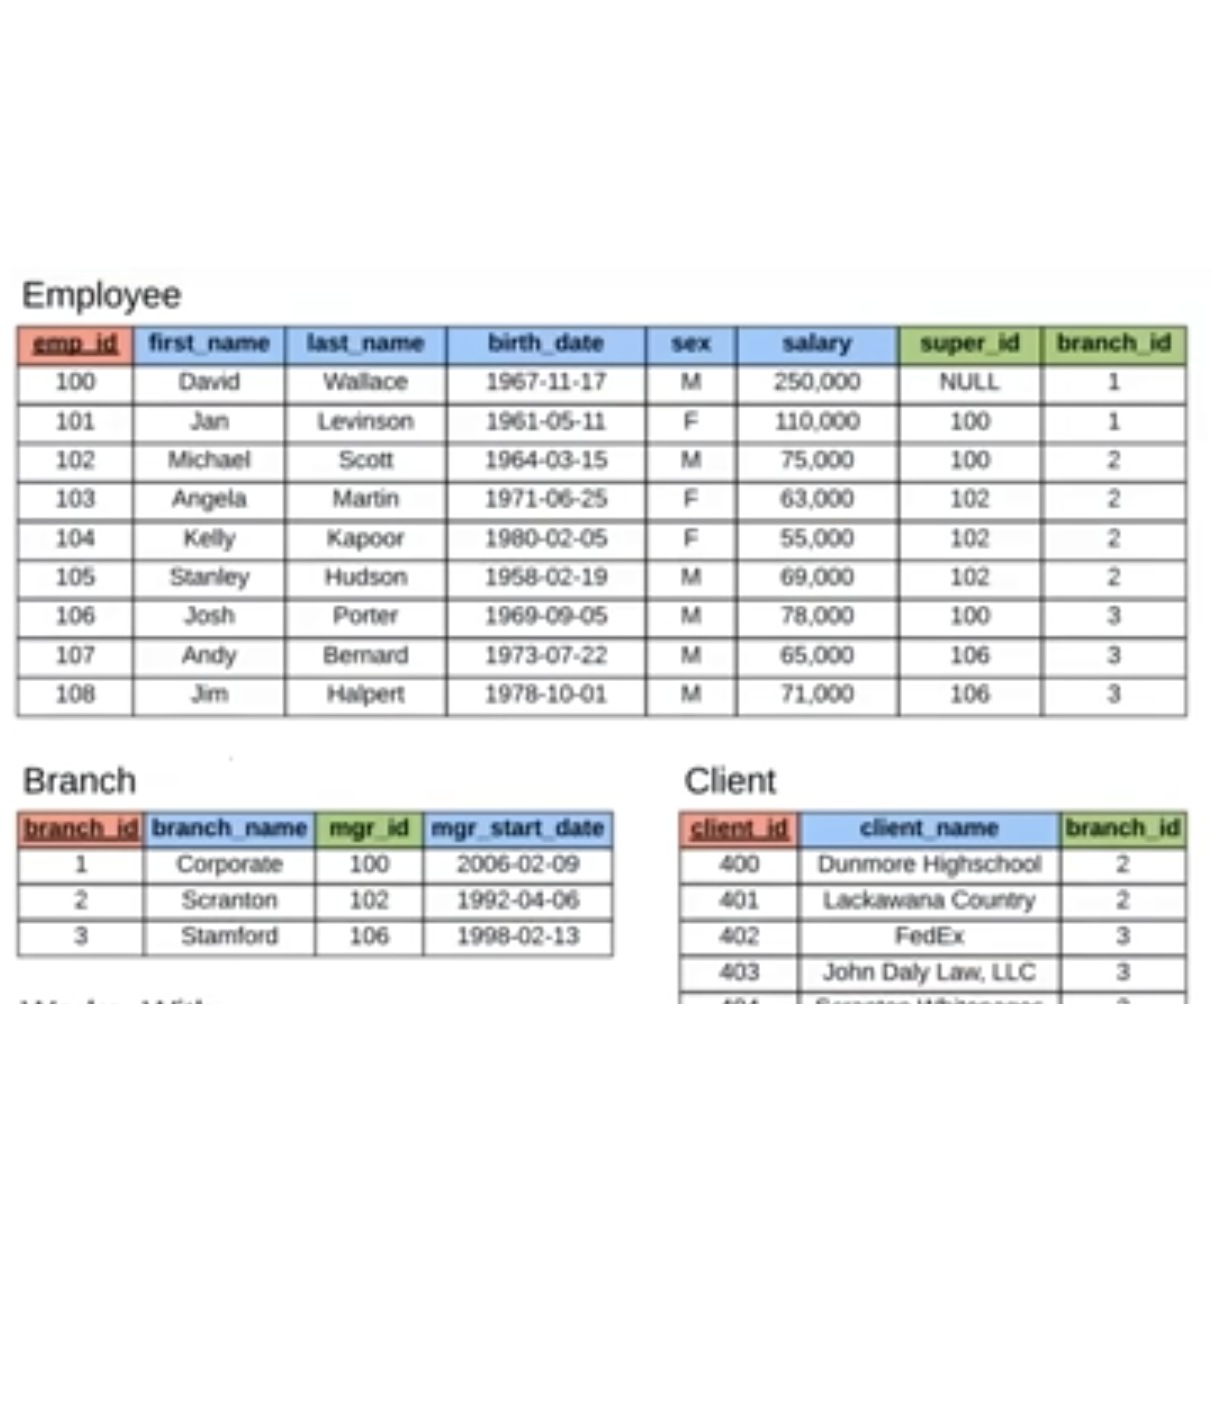 Employee
emp_id first_name last_name birth_date sex salary super_id branch_id
100 David Wallace 1967-11-17 M 250,000 NULL 1
101 Jan Levinson 1961-05-11 F 110,000 100 1
102 Michael Scott 1964-03-15 M 75,000 100 2
103 Angela Martin 1971-06-25 F 63,000 102 2
104 Kelly Kapoor 1980-02-05 F 55,000 102 2
105 Stanley Hudson 1958-02-19 M 69,000 102 2
106 Josh Porter 1969-09-05 M 78,000 100 3
107 Andy Bernard 1973-07-22 M 65,000 106 3
108 Jim Halpert 1978-10-01 M 71,000 106 3
Branch
branch_id branch_name mgr_id mgr_start_date
1 Corporate 100 2006-02-09
2 Scranton 102 1992-04-06
3 Stamford 106 1998-02-13
Client
client_id client_name branch_id
400 Dunmore Highschool 2
401 Lackawana Country 2
402 FedEx 3
403 John Daly Law, LLC 3